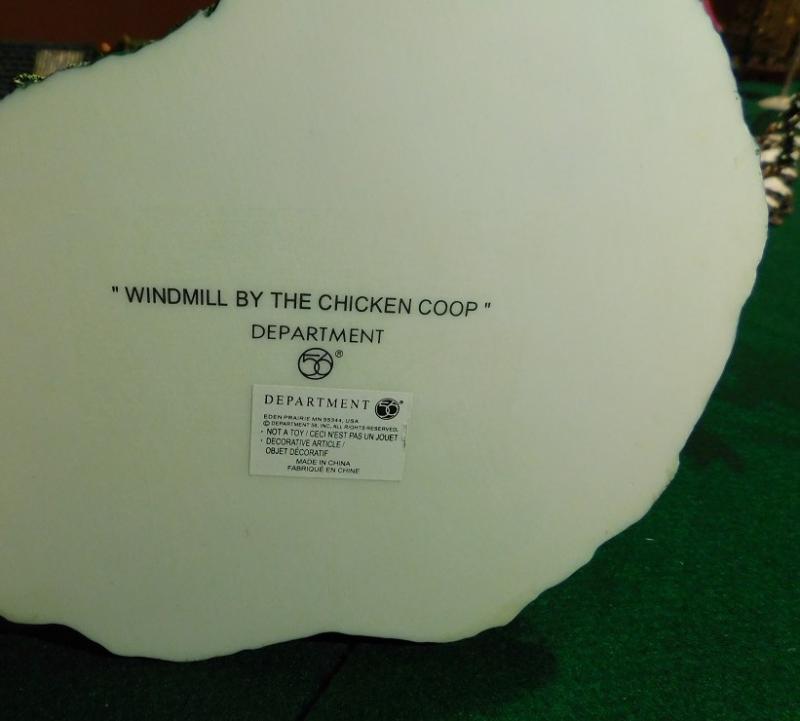 " WINDMILL BY THE CHICKEN COOP "
DEPARTMENT
56®
DEPARTMENT 56®
EDEN PRAIRIE MN 55344, USA
© DEPARTMENT 56, INC. ALL RIGHTS RESERVED.
· NOT A TOY / CECI N'EST PAS UN JOUET
· DECORATIVE ARTICLE /
OBJET DÉCORATIF
MADE IN CHINA
FABRIQUÉ EN CHINE